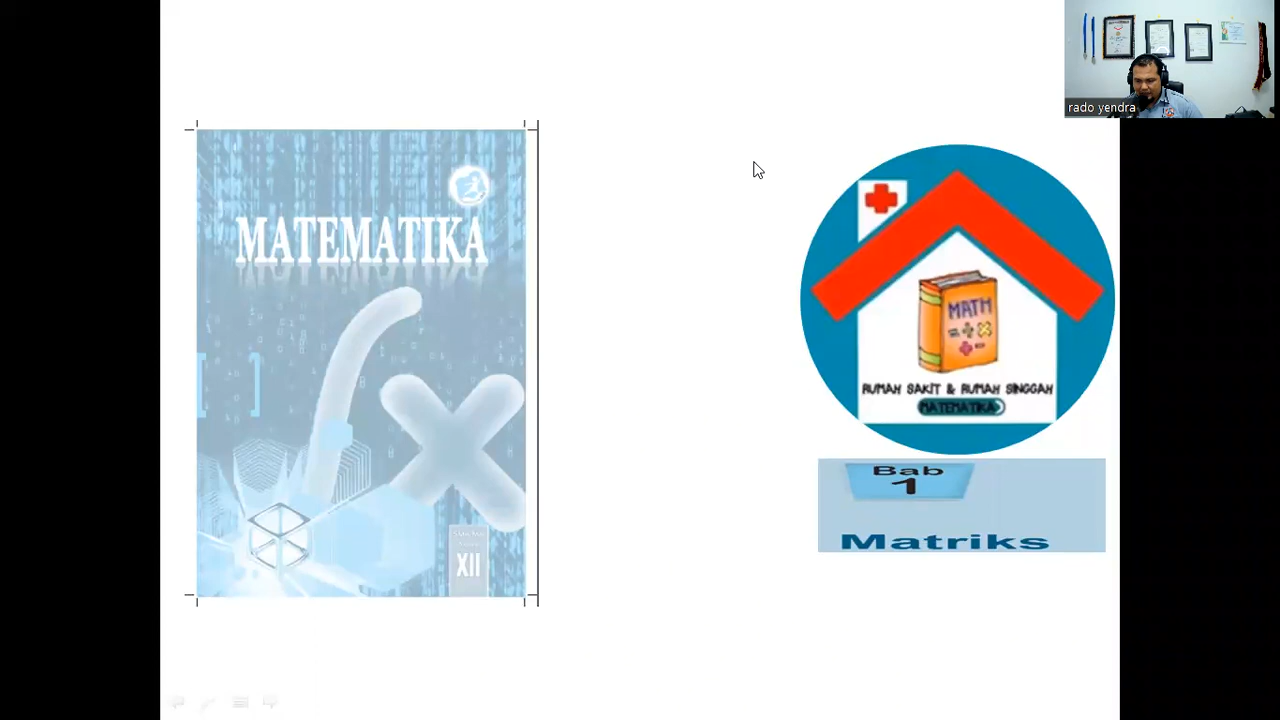 rado yendra
MATEMATIKA
XII
MATH
RUMAH SAKIT & RUMAH SINGGAH
MATEMATIKA
Bab
1
Matriks